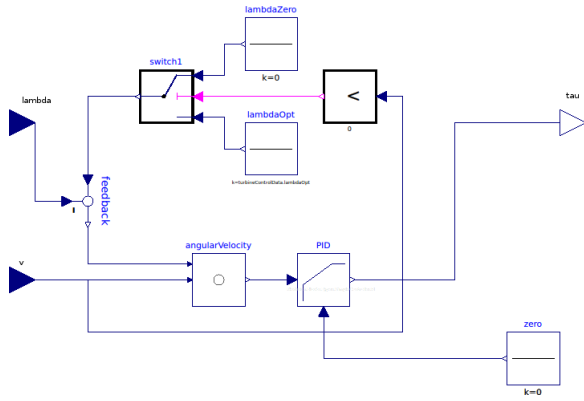 lambdaZero
k=0
switch1
<
0
lambda
tau
lambdaOpt
k=turbineControlData.lambdaOpt
feedback
v
angularVelocity
PID
zero
k=0